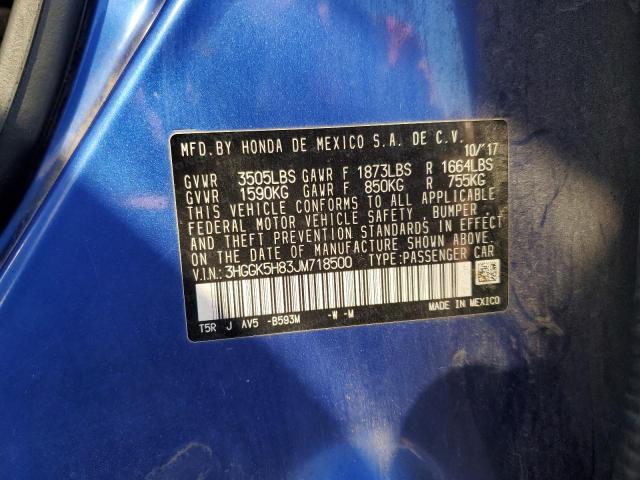 MFD.BY HONDA DE MEXICO S.A. DE C.V.
10/'17
GVWR 3505LBS GAWR F 1873LBS R 1664LBS
GVWR 1590KG GAWR F 850KG R 755KG
THIS VEHICLE CONFORMS TO ALL APPLICABLE
FEDERAL MOTOR VEHICLE SAFETY, BUMPER,
AND THEFT PREVENTION STANDARDS IN EFFECT
ON THE DATE OF MANUFACTURE SHOWN ABOVE.
V.I.N.:3HGGK5H83JM718500 TYPE:PASSENGER CAR
T5R J AV5 -B593M -W -M MADE IN MEXICO